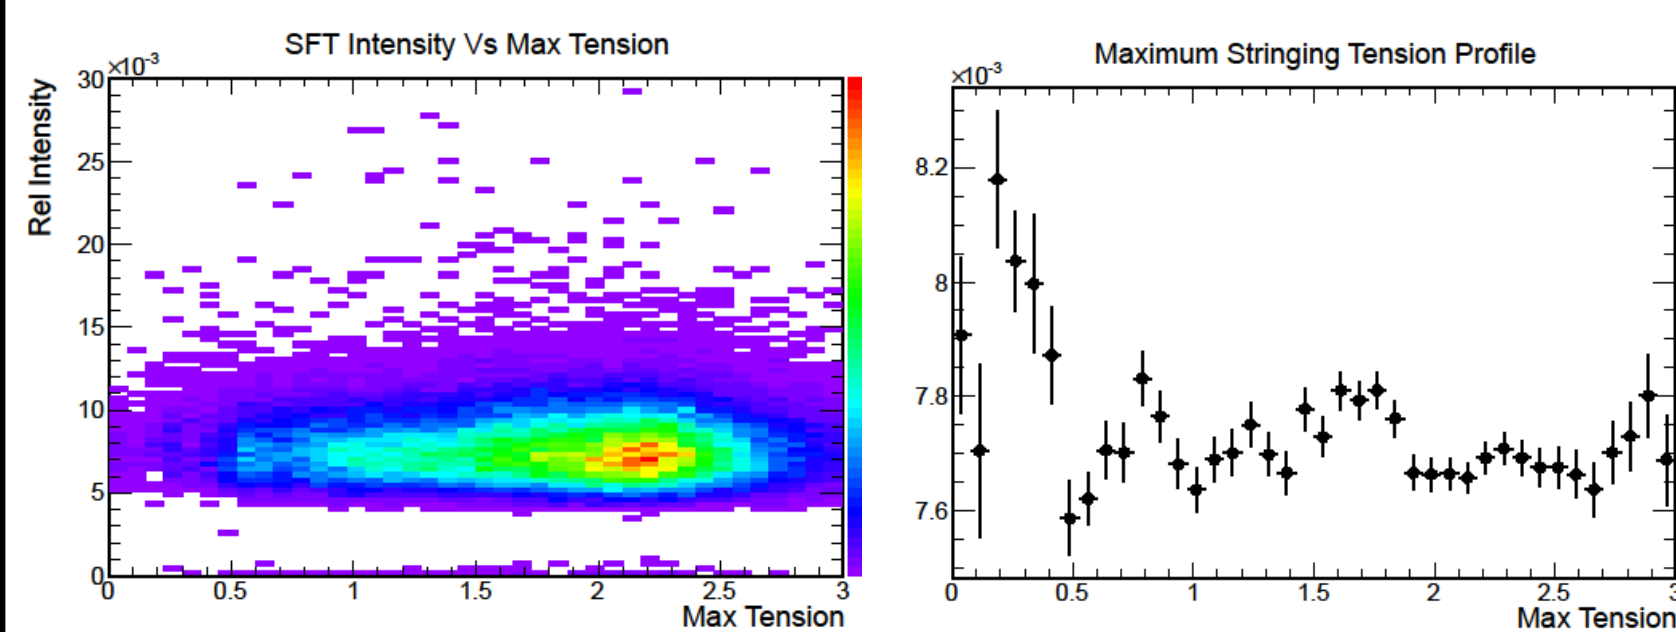 SFT Intensity Vs Max Tension
×10⁻³
Rel Intensity
30
25
20
15
10
5
0
0 0.5 1 1.5 2 2.5 3
Max Tension
Maximum Stringing Tension Profile
×10⁻³
8.2
8
7.8
7.6
0 0.5 1 1.5 2 2.5 3
Max Tension